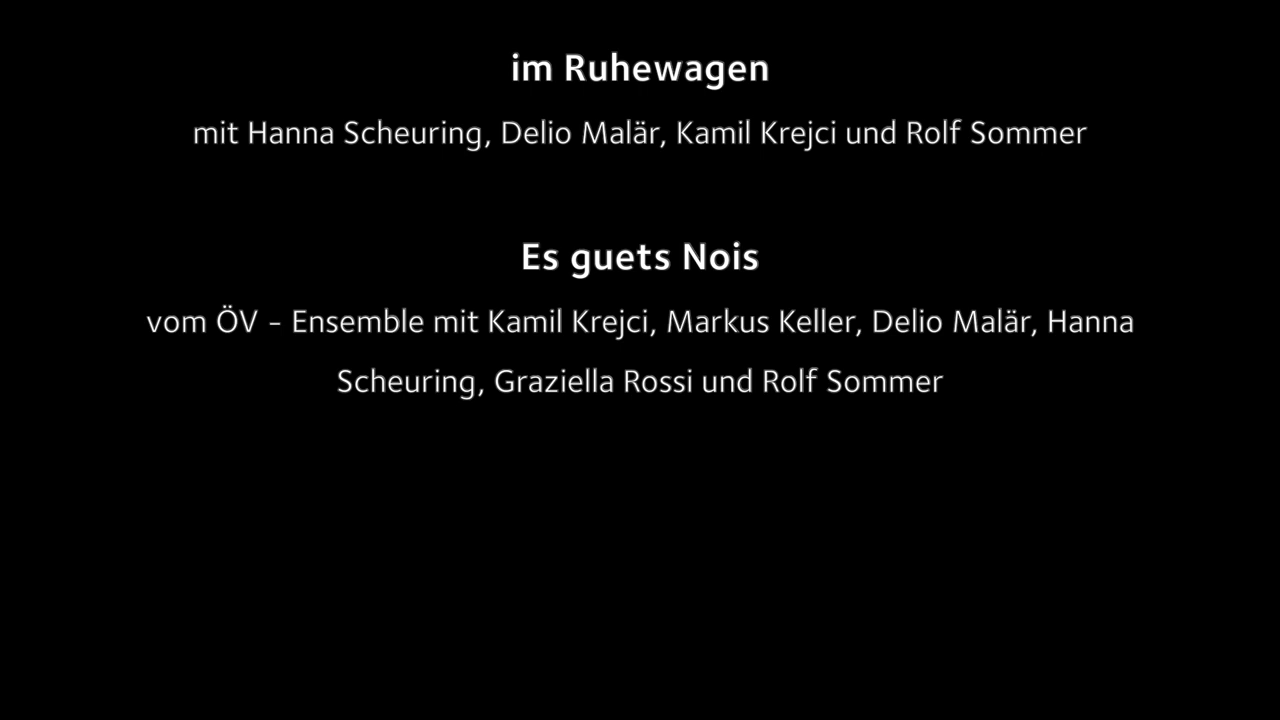 im Ruhewagen
mit Hanna Scheuring, Delio Malär, Kamil Krejci und Rolf Sommer
Es guets Nois
vom ÖV - Ensemble mit Kamil Krejci, Markus Keller, Delio Malär, Hanna
Scheuring, Graziella Rossi und Rolf Sommer